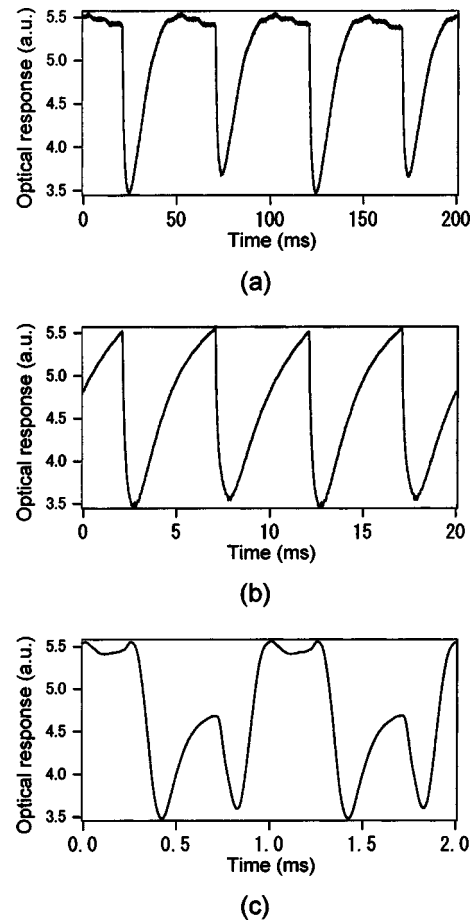 Optical response (a.u.)
5.5
5.0
4.5
4.0
3.5
0 50 100 150 200
Time (ms)
(a)
Optical response (a.u.)
5.5
5.0
4.5
4.0
3.5
0 5 10 15 20
Time (ms)
(b)
Optical response (a.u.)
5.5
5.0
4.5
4.0
3.5
0.0 0.5 1.0 1.5 2.0
Time (ms)
(c)